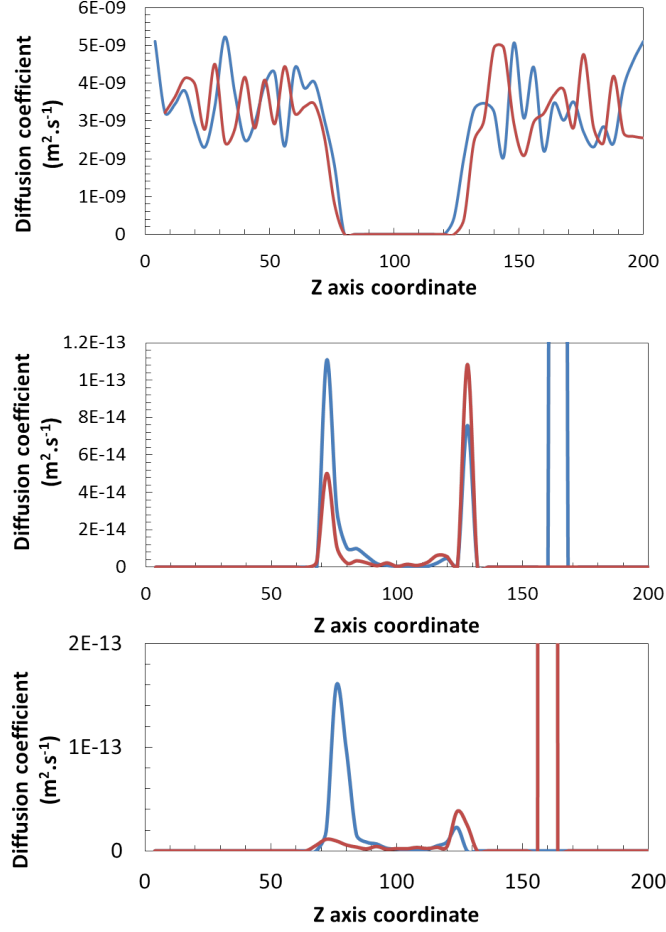 Diffusion coefficient
(m².s⁻¹)
6E-09
5E-09
4E-09
3E-09
2E-09
1E-09
0
0 50 100 150 200
Z axis coordinate
Diffusion coefficient
(m².s⁻¹)
1.2E-13
1E-13
8E-14
6E-14
4E-14
2E-14
0
0 50 100 150 200
Z axis coordinate
Diffusion coefficient
(m².s⁻¹)
2E-13
1E-13
0
0 50 100 150 200
Z axis coordinate